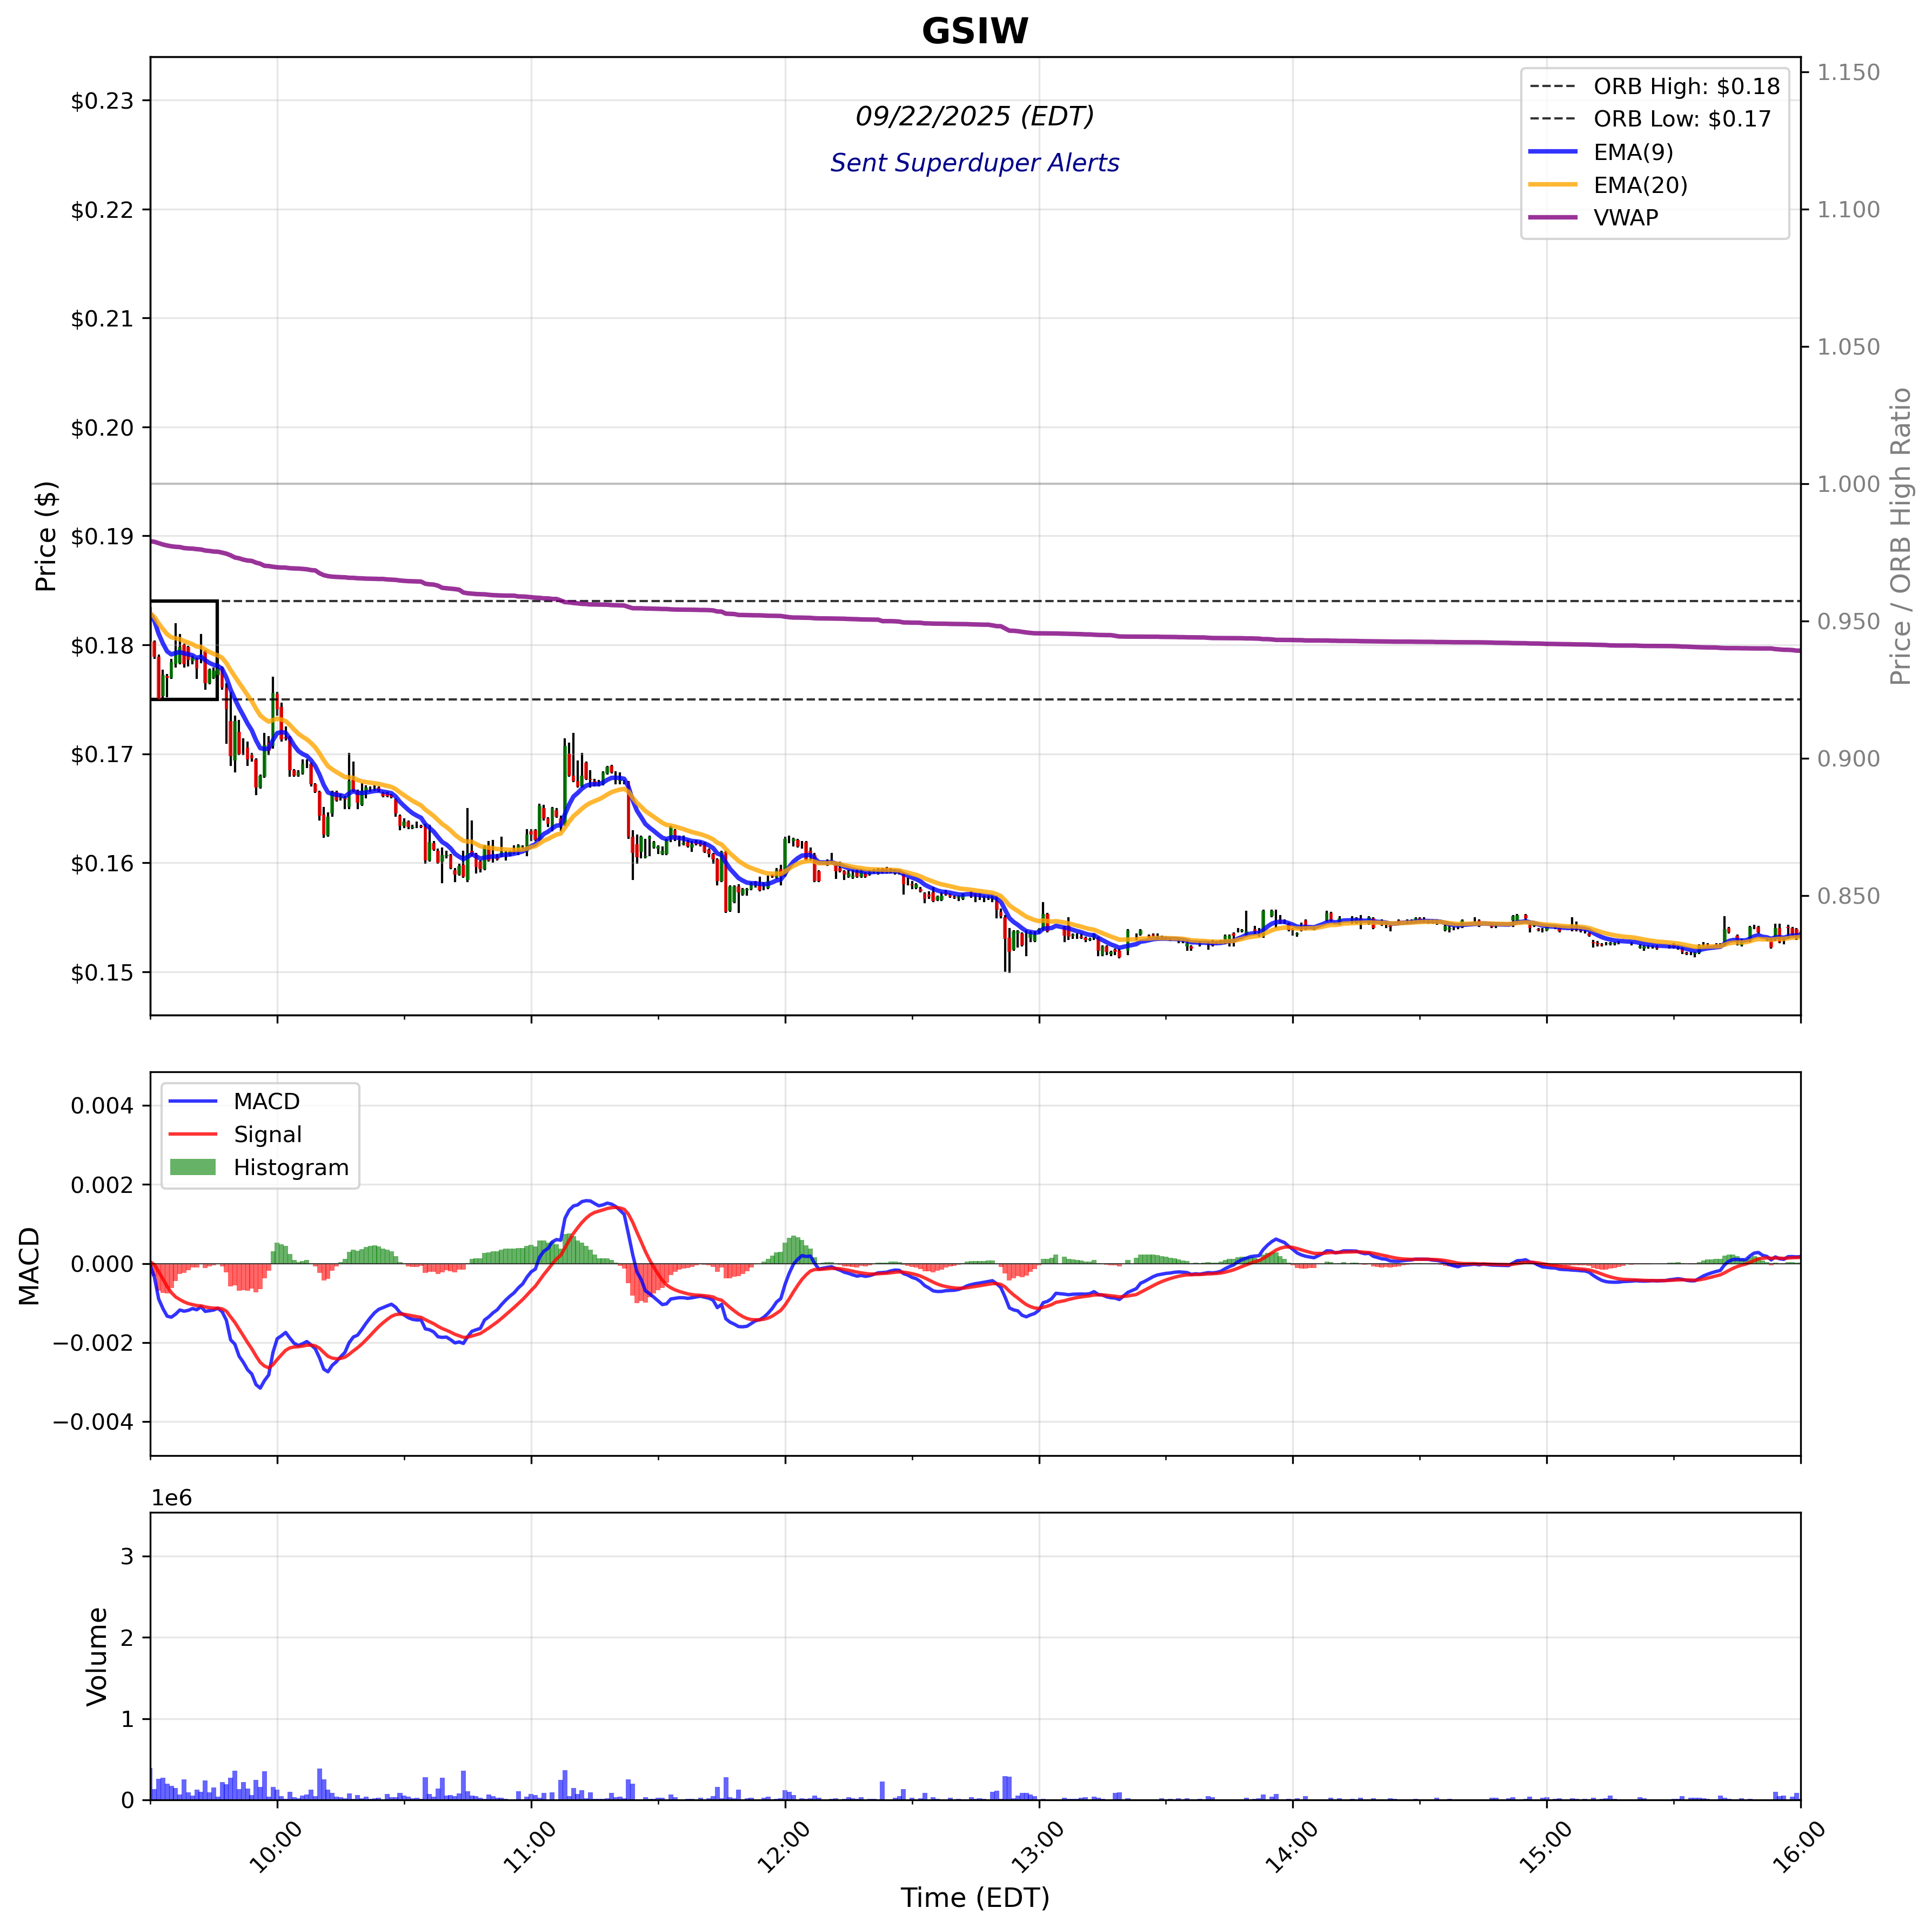 GSIW
09/22/2025 (EDT)
Sent Superduper Alerts
ORB High: $0.18
ORB Low: $0.17
EMA(9)
EMA(20)
VWAP
Price ($)
$0.23
$0.22
$0.21
$0.20
$0.19
$0.18
$0.17
$0.16
$0.15
Price / ORB High Ratio
1.150
1.100
1.050
1.000
0.950
0.900
0.850
MACD
Signal
Histogram
MACD
0.004
0.002
0.000
−0.002
−0.004
1e6
Volume
3
2
1
0
10:00
11:00
12:00
13:00
14:00
15:00
16:00
Time (EDT)